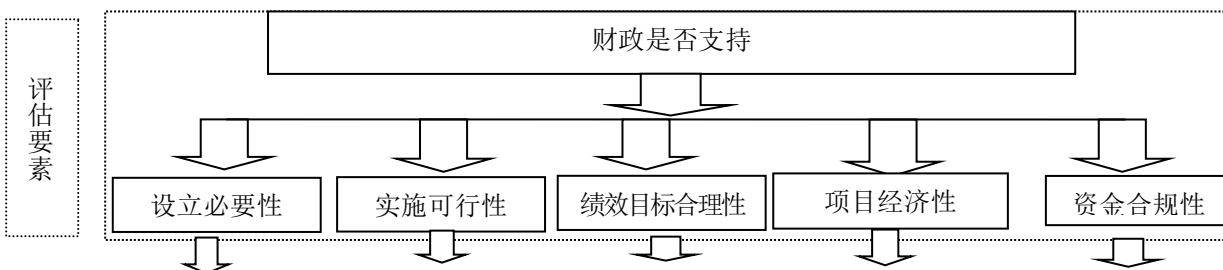 财政是否支持
评估要素
设立必要性
实施可行性
绩效目标合理性
项目经济性
资金合规性